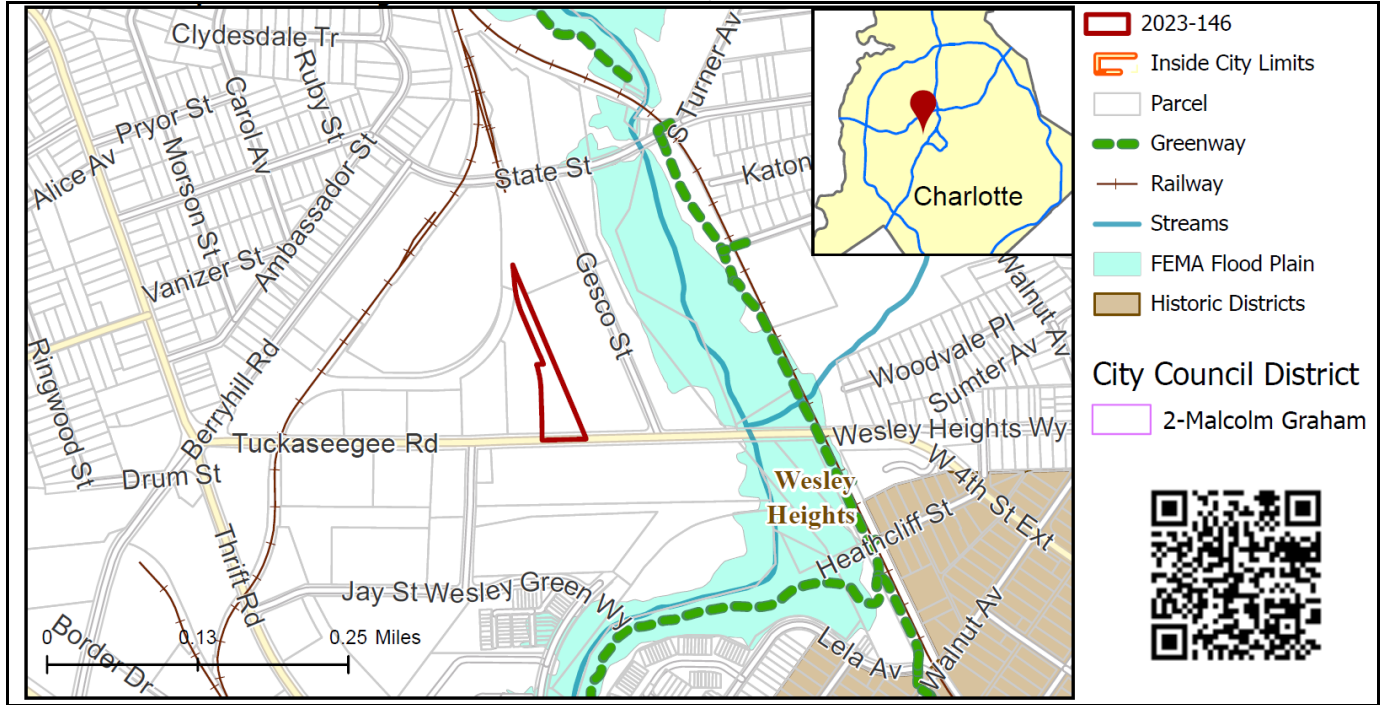 Clydesdale Tr
Ruby St
Carol Av
Pryor St
Morson St
Alice Av
Ambassador St
Vanizer St
Ringwood St
Berryhill Rd
Drum St
Tuckaseegee Rd
Thrift Rd
Jay St
Wesley Green Wy
Border Dr
0
0.13
0.25 Miles
State St
S Turner Av
Katon
Gesco St
Woodvale Pl
Sumter Av
Walnut Av
Wesley Heights Wy
W 4th St Ext
Wesley
Heights
Heathcliff St
Lela Av
Walnut Av
Charlotte
2023-146
Inside City Limits
Parcel
Greenway
Railway
Streams
FEMA Flood Plain
Historic Districts
City Council District
2-Malcolm Graham